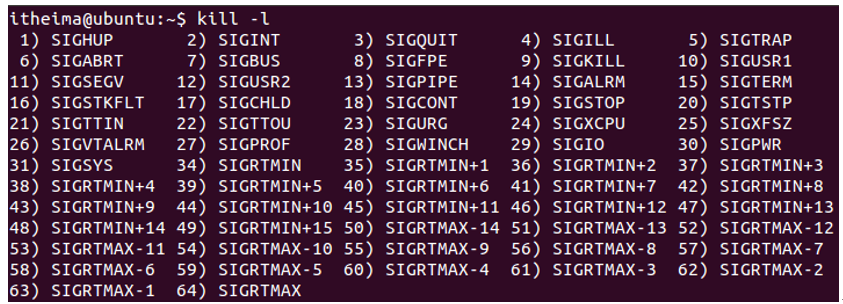 itheima@ubuntu:~$ kill -l
1) SIGHUP 2) SIGINT 3) SIGQUIT 4) SIGILL 5) SIGTRAP
6) SIGABRT 7) SIGBUS 8) SIGFPE 9) SIGKILL 10) SIGUSR1
11) SIGSEGV 12) SIGUSR2 13) SIGPIPE 14) SIGALRM 15) SIGTERM
16) SIGSTKFLT 17) SIGCHLD 18) SIGCONT 19) SIGSTOP 20) SIGTSTP
21) SIGTTIN 22) SIGTTOU 23) SIGURG 24) SIGXCPU 25) SIGXFSZ
26) SIGVTALRM 27) SIGPROF 28) SIGWINCH 29) SIGIO 30) SIGPWR
31) SIGSYS 34) SIGRTMIN 35) SIGRTMIN+1 36) SIGRTMIN+2 37) SIGRTMIN+3
38) SIGRTMIN+4 39) SIGRTMIN+5 40) SIGRTMIN+6 41) SIGRTMIN+7 42) SIGRTMIN+8
43) SIGRTMIN+9 44) SIGRTMIN+10 45) SIGRTMIN+11 46) SIGRTMIN+12 47) SIGRTMIN+13
48) SIGRTMIN+14 49) SIGRTMIN+15 50) SIGRTMAX-14 51) SIGRTMAX-13 52) SIGRTMAX-12
53) SIGRTMAX-11 54) SIGRTMAX-10 55) SIGRTMAX-9 56) SIGRTMAX-8 57) SIGRTMAX-7
58) SIGRTMAX-6 59) SIGRTMAX-5 60) SIGRTMAX-4 61) SIGRTMAX-3 62) SIGRTMAX-2
63) SIGRTMAX-1 64) SIGRTMAX